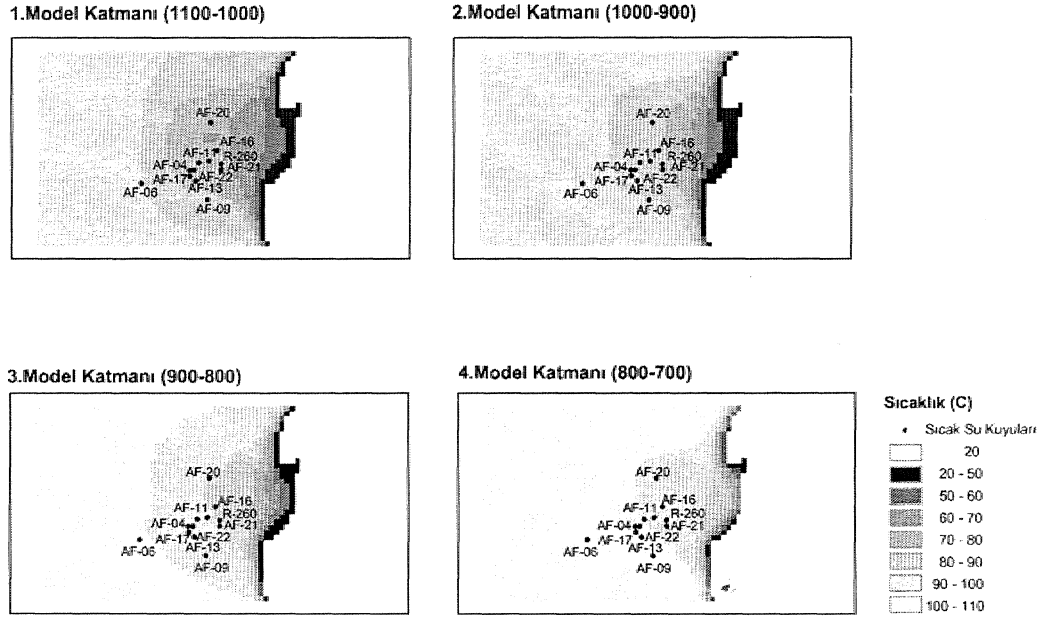 1.Model Katmanı (1100-1000)
AF-20
AF-16
AF-11
R-260
AF-04
AF-21
AF-17
AF-22
AF-06
AF-13
AF-09
2.Model Katmanı (1000-900)
AF-20
AF-16
AF-11
R-260
AF-04
AF-21
AF-17
AF-22
AF-06
AF-13
AF-09
3.Model Katmanı (900-800)
AF-20
AF-16
AF-11
R-260
AF-04
AF-21
AF-17
AF-22
AF-06
AF-13
AF-09
4.Model Katmanı (800-700)
AF-20
AF-16
AF-11
R-260
AF-04
AF-21
AF-17
AF-22
AF-06
AF-13
AF-09
Sıcaklık (C)
Sıcak Su Kuyuları
20
20 - 50
50 - 60
60 - 70
70 - 80
80 - 90
90 - 100
100 - 110